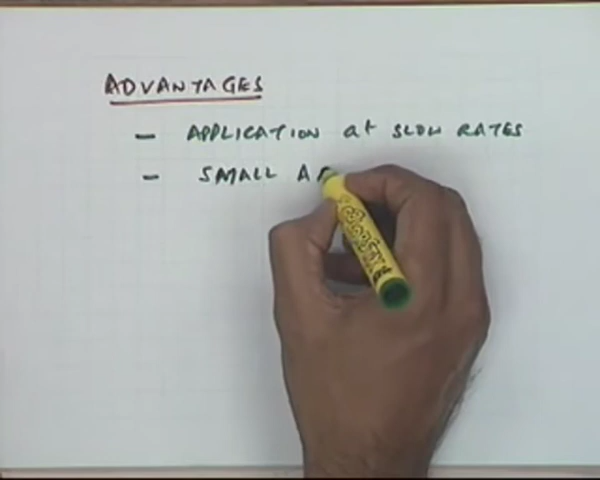 ADVANTAGES
- APPLICATION at SLOW RATES
- SMALL A